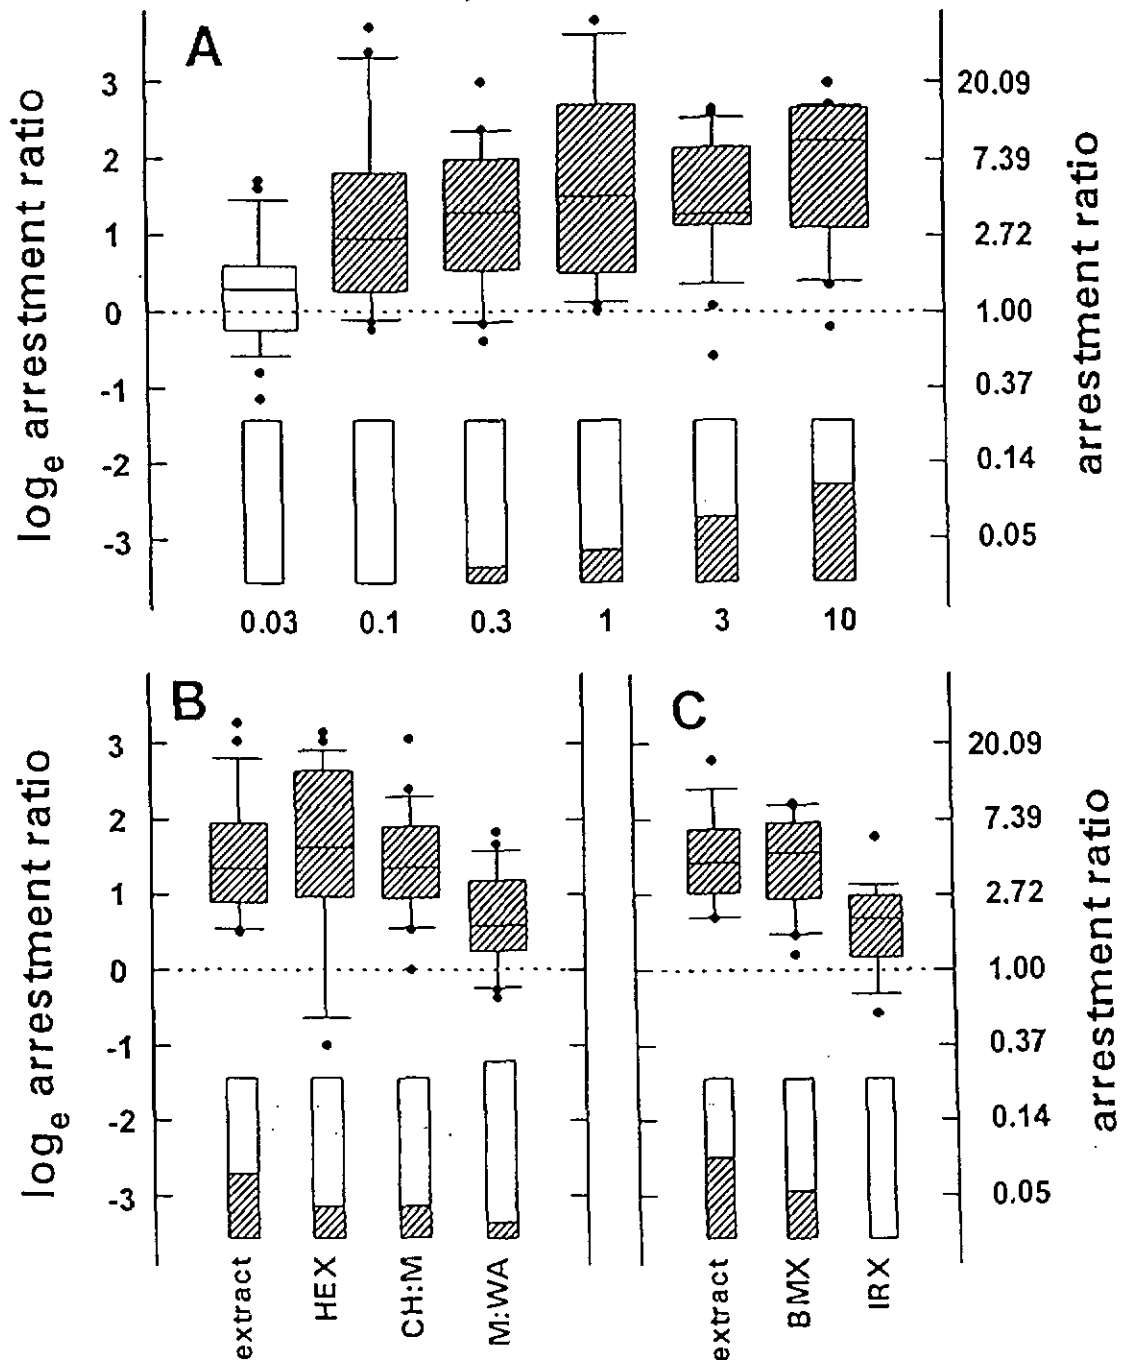 A
log_e arrestment ratio
3
2
1
0
-1
-2
-3
20.09
7.39
2.72
1.00
0.37
0.14
0.05
arrestment ratio
0.03 0.1 0.3 1 3 10
B
C
log_e arrestment ratio
3
2
1
0
-1
-2
-3
20.09
7.39
2.72
1.00
0.37
0.14
0.05
arrestment ratio
extract
HEX
CH:M
M:WA
extract
BMX
IRX